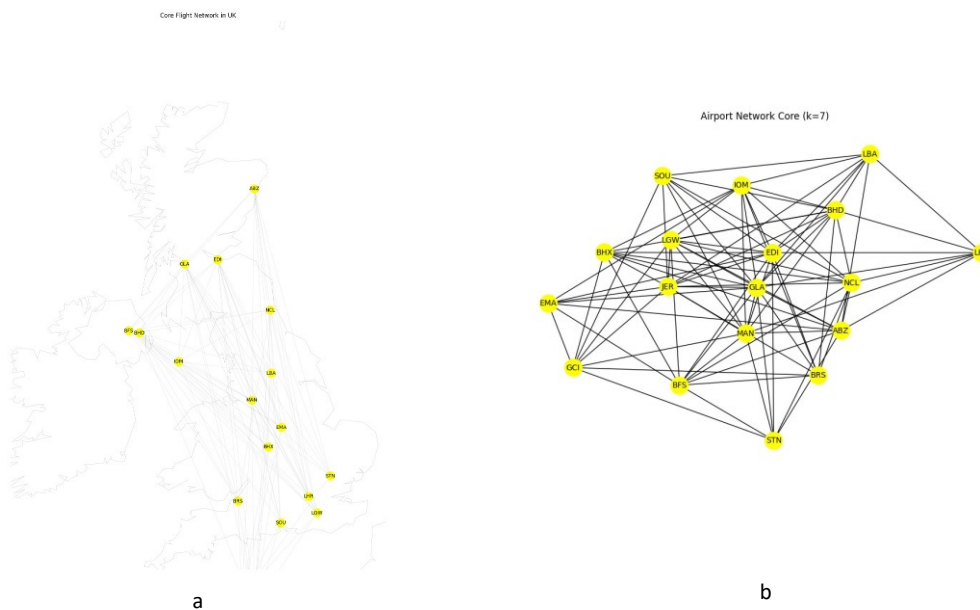 Core Flight Network in UK
ABZ
GLA
EDI
NCL
BFS
BHD
IOM
LBA
MAN
EMA
BHX
STN
BRS
LHR
LGW
SOU
a
Airport Network Core (k=7)
LBA
SOU
IOM
BHD
LGW
BHX
EDI
JER
GLA
NCL
EMA
MAN
ABZ
GCI
BFS
BRS
STN
b